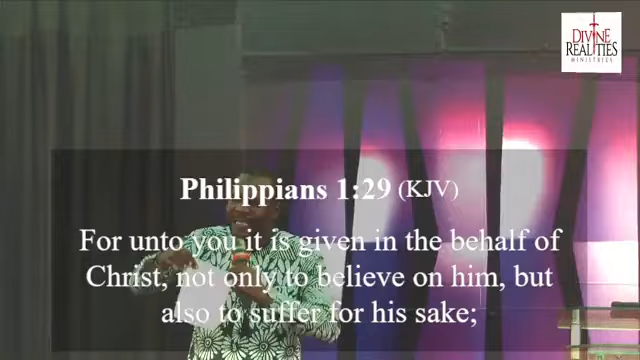 DIVINE
REALITIES
MINISTRIES
Philippians 1:29 (KJV)
For unto you it is given in the behalf of
Christ, not only to believe on him, but
also to suffer for his sake;